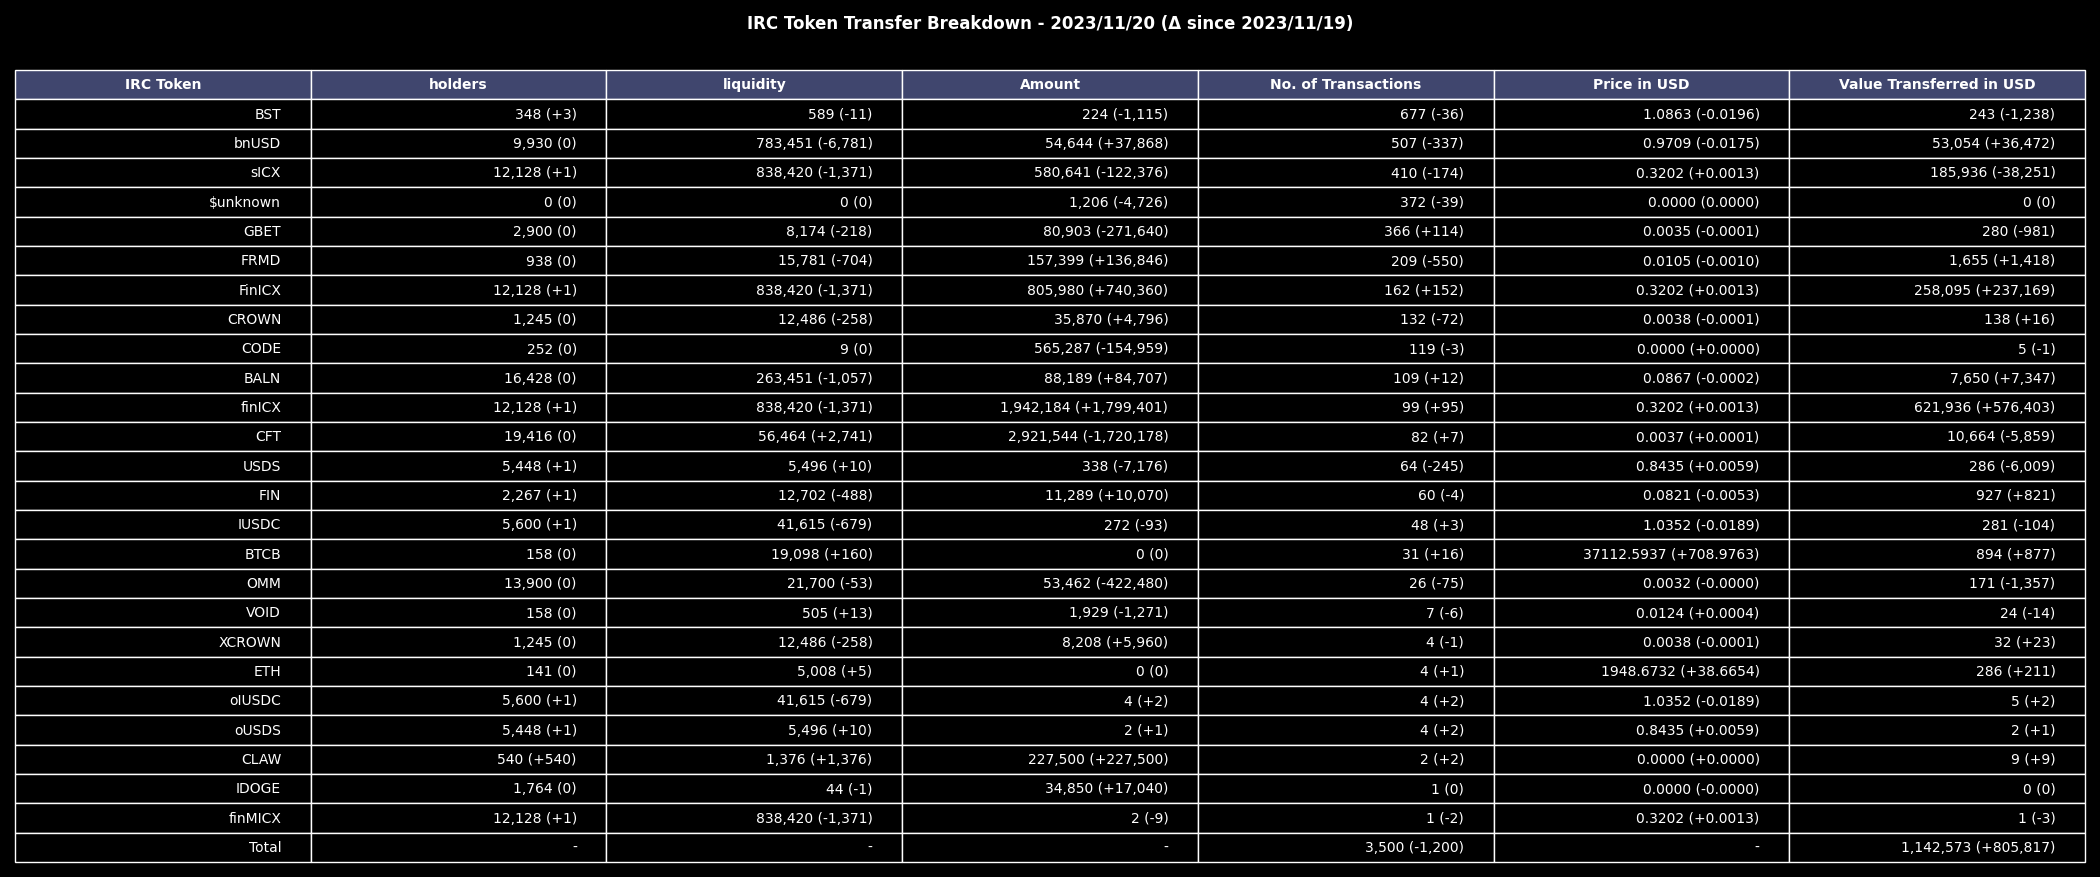 IRC Token Transfer Breakdown - 2023/11/20 (Δ since 2023/11/19)
IRC Token holders liquidity Amount No. of Transactions Price in USD Value Transferred in USD
BST 348 (+3) 589 (-11) 224 (-1,115) 677 (-36) 1.0863 (-0.0196) 243 (-1,238)
bnUSD 9,930 (0) 783,451 (-6,781) 54,644 (+37,868) 507 (-337) 0.9709 (-0.0175) 53,054 (+36,472)
sICX 12,128 (+1) 838,420 (-1,371) 580,641 (-122,376) 410 (-174) 0.3202 (+0.0013) 185,936 (-38,251)
$unknown 0 (0) 0 (0) 1,206 (-4,726) 372 (-39) 0.0000 (0.0000) 0 (0)
GBET 2,900 (0) 8,174 (-218) 80,903 (-271,640) 366 (+114) 0.0035 (-0.0001) 280 (-981)
FRMD 938 (0) 15,781 (-704) 157,399 (+136,846) 209 (-550) 0.0105 (-0.0010) 1,655 (+1,418)
FinICX 12,128 (+1) 838,420 (-1,371) 805,980 (+740,360) 162 (+152) 0.3202 (+0.0013) 258,095 (+237,169)
CROWN 1,245 (0) 12,486 (-258) 35,870 (+4,796) 132 (-72) 0.0038 (-0.0001) 138 (+16)
CODE 252 (0) 9 (0) 565,287 (-154,959) 119 (-3) 0.0000 (+0.0000) 5 (-1)
BALN 16,428 (0) 263,451 (-1,057) 88,189 (+84,707) 109 (+12) 0.0867 (-0.0002) 7,650 (+7,347)
finICX 12,128 (+1) 838,420 (-1,371) 1,942,184 (+1,799,401) 99 (+95) 0.3202 (+0.0013) 621,936 (+576,403)
CFT 19,416 (0) 56,464 (+2,741) 2,921,544 (-1,720,178) 82 (+7) 0.0037 (+0.0001) 10,664 (-5,859)
USDS 5,448 (+1) 5,496 (+10) 338 (-7,176) 64 (-245) 0.8435 (+0.0059) 286 (-6,009)
FIN 2,267 (+1) 12,702 (-488) 11,289 (+10,070) 60 (-4) 0.0821 (-0.0053) 927 (+821)
IUSDC 5,600 (+1) 41,615 (-679) 272 (-93) 48 (+3) 1.0352 (-0.0189) 281 (-104)
BTCB 158 (0) 19,098 (+160) 0 (0) 31 (+16) 37112.5937 (+708.9763) 894 (+877)
OMM 13,900 (0) 21,700 (-53) 53,462 (-422,480) 26 (-75) 0.0032 (-0.0000) 171 (-1,357)
VOID 158 (0) 505 (+13) 1,929 (-1,271) 7 (-6) 0.0124 (+0.0004) 24 (-14)
XCROWN 1,245 (0) 12,486 (-258) 8,208 (+5,960) 4 (-1) 0.0038 (-0.0001) 32 (+23)
ETH 141 (0) 5,008 (+5) 0 (0) 4 (+1) 1948.6732 (+38.6654) 286 (+211)
oIUSDC 5,600 (+1) 41,615 (-679) 4 (+2) 4 (+2) 1.0352 (-0.0189) 5 (+2)
oUSDS 5,448 (+1) 5,496 (+10) 2 (+1) 4 (+2) 0.8435 (+0.0059) 2 (+1)
CLAW 540 (+540) 1,376 (+1,376) 227,500 (+227,500) 2 (+2) 0.0000 (+0.0000) 9 (+9)
IDOGE 1,764 (0) 44 (-1) 34,850 (+17,040) 1 (0) 0.0000 (-0.0000) 0 (0)
finMICX 12,128 (+1) 838,420 (-1,371) 2 (-9) 1 (-2) 0.3202 (+0.0013) 1 (-3)
Total - - - 3,500 (-1,200) - 1,142,573 (+805,817)